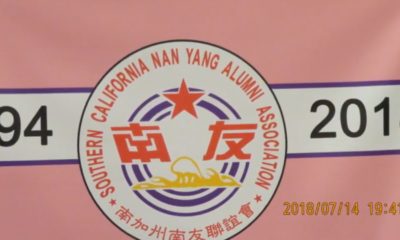 SOUTHERN CALIFORNIA NAN YANG ALUMNI ASSOCIATION
94
南友
201
南加州南友聯誼會
2018/07/14 19:4